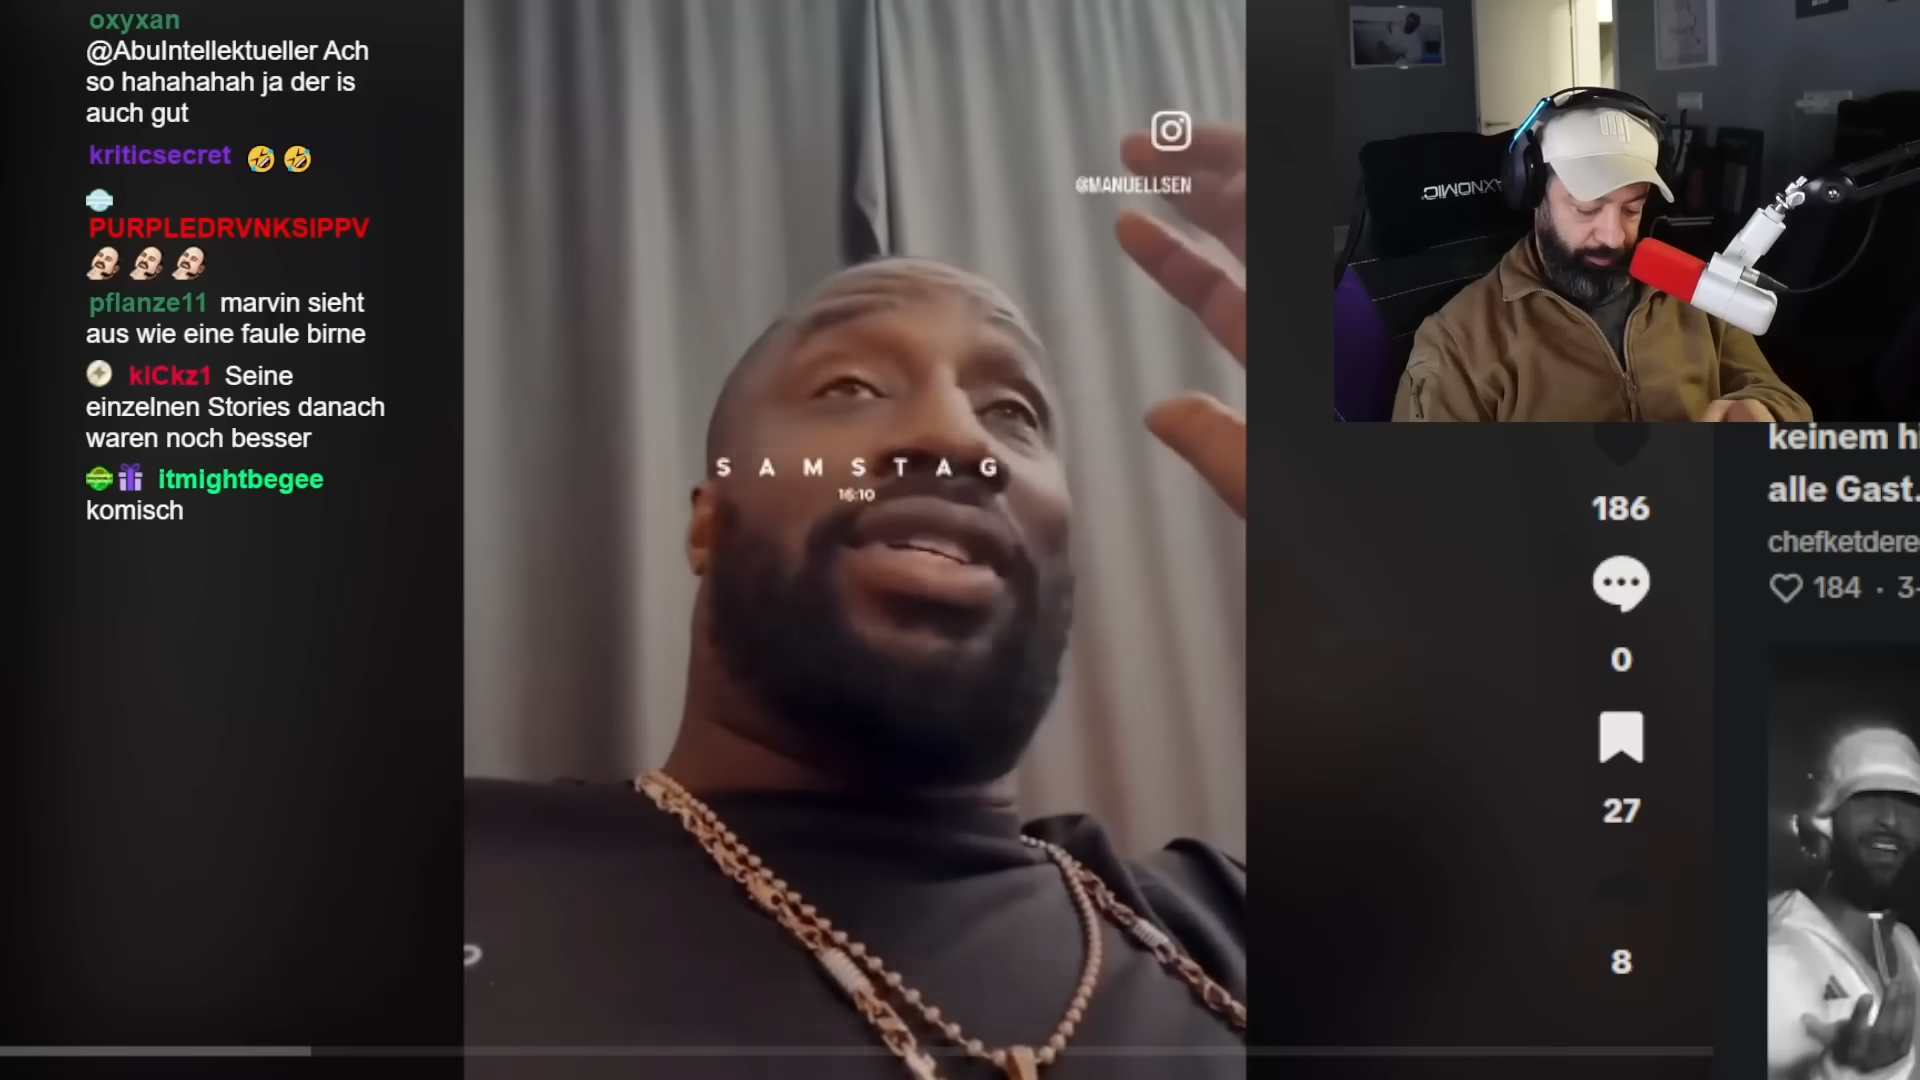 oxyxan
@AbuIntellektueller Ach
so hahahahah ja der is
auch gut
kriticsecret
PURPLEDRVNKSIPPV
pflanze11 marvin sieht
aus wie eine faule birne
klCkz1 Seine
einzelnen Stories danach
waren noch besser
itmightbegee
komisch
@MANUELLSEN
SAMSTAG
16:10
186
0
27
8
keinem hi
alle Gast.
chefketdere
184 · 3-